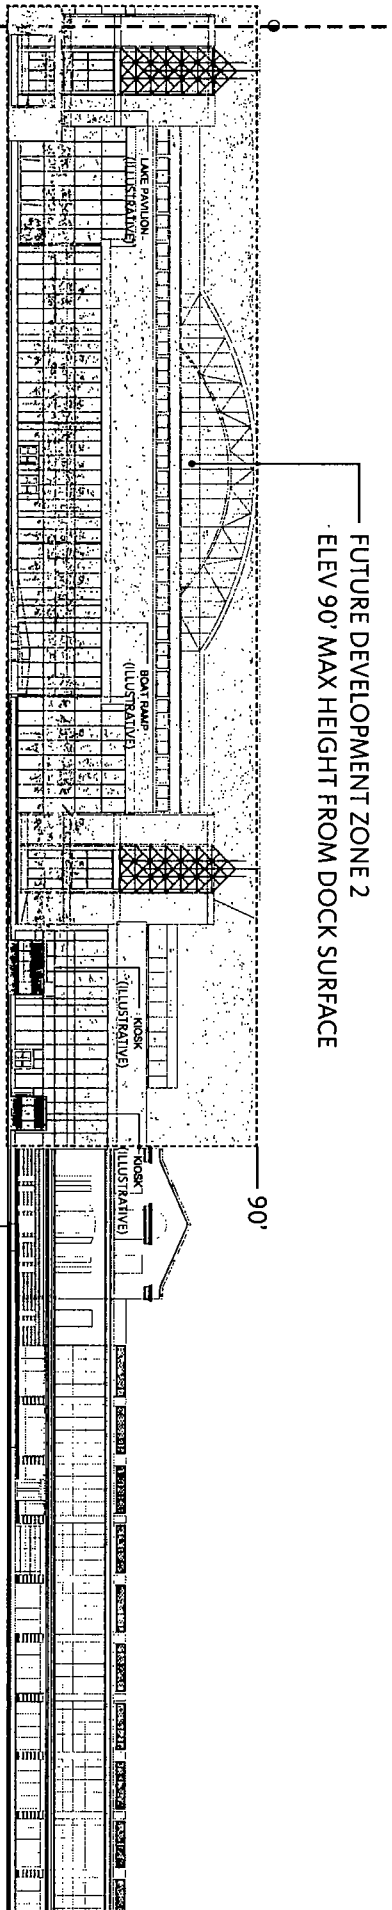 FUTURE DEVELOPMENT ZONE 2
ELEV 90' MAX HEIGHT FROM DOCK SURFACE
90'
LAKE PAVILION
(ILLUSTRATIVE)
BOAT RAMP
(ILLUSTRATIVE)
KIOSK
(ILLUSTRATIVE)
KIOSK
(ILLUSTRATIVE)